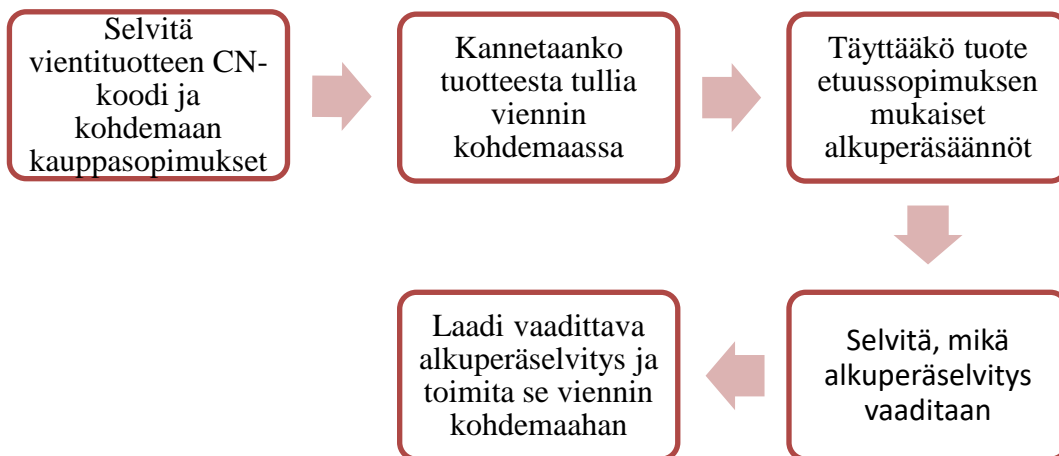 Selvitä
vientituotteen CN-
koodi ja
kohdemaan
kauppasopimukset
Kannetaanko
tuotteesta tullia
viennin
kohdemaassa
Täyttääkö tuote
etuussopimuksen
mukaiset
alkuperäsäännöt
Selvitä, mikä
alkuperäselvitys
vaaditaan
Laadi vaadittava
alkuperäselvitys ja
toimita se viennin
kohdemaahan